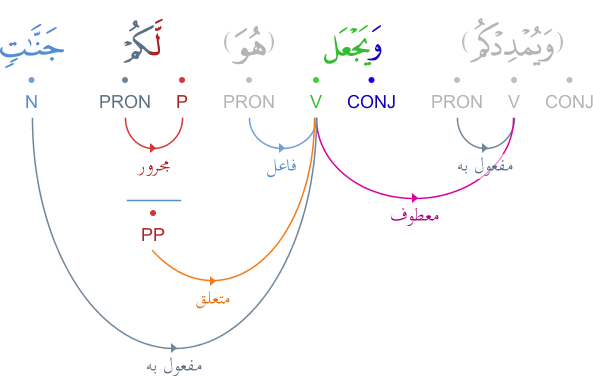 (وَيُمْدِدْكُم) وَيَجْعَل (هُوَ) لَّكُمْ جَنَّـٰتٍ
N PRON P PRON V CONJ PRON V CONJ
مجرور فاعل مفعول به
معطوف
PP
متعلق
مفعول به